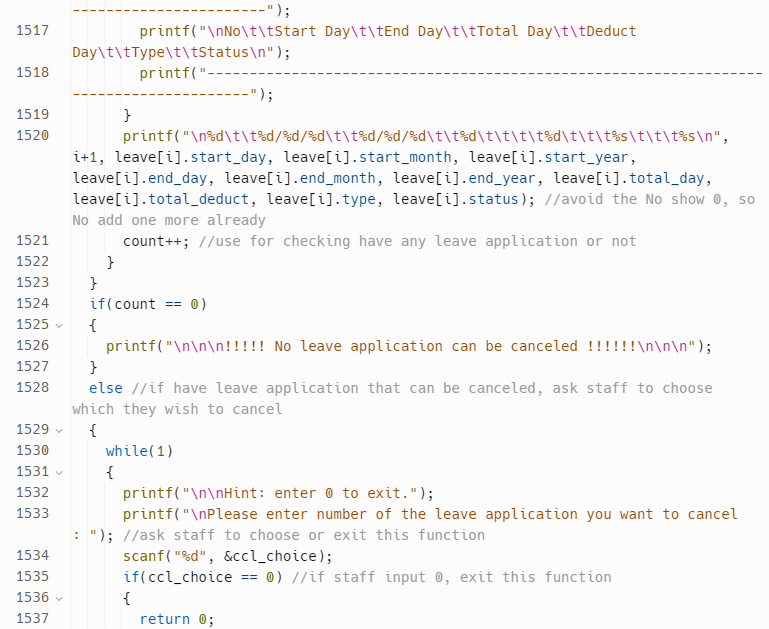 ----------------------");
1517 printf("\nNo\t\tStart Day\t\tEnd Day\t\tTotal Day\t\tDeduct
Day\t\tType\t\tStatus\n");
1518 printf("------------------------------------------------------------------
---------------------");
1519 }
1520 printf("\n%d\t\t%d/%d/%d\t\t%d/%d/%d\t\t%d\t\t\t\t%d\t\t\t%s\t\t\t%s\n",
i+1, leave[i].start_day, leave[i].start_month, leave[i].start_year,
leave[i].end_day, leave[i].end_month, leave[i].end_year, leave[i].total_day,
leave[i].total_deduct, leave[i].type, leave[i].status); //avoid the No show 0, so
No add one more already
1521 count++; //use for checking have any leave application or not
1522 }
1523 }
1524 if(count == 0)
1525 {
1526 printf("\n\n\n!!!!! No leave application can be canceled !!!!!!\n\n\n");
1527 }
1528 else //if have leave application that can be canceled, ask staff to choose
which they wish to cancel
1529 {
1530 while(1)
1531 {
1532 printf("\n\nHint: enter 0 to exit.");
1533 printf("\nPlease enter number of the leave application you want to cancel
: "); //ask staff to choose or exit this function
1534 scanf("%d", &ccl_choice);
1535 if(ccl_choice == 0) //if staff input 0, exit this function
1536 {
1537 return 0;